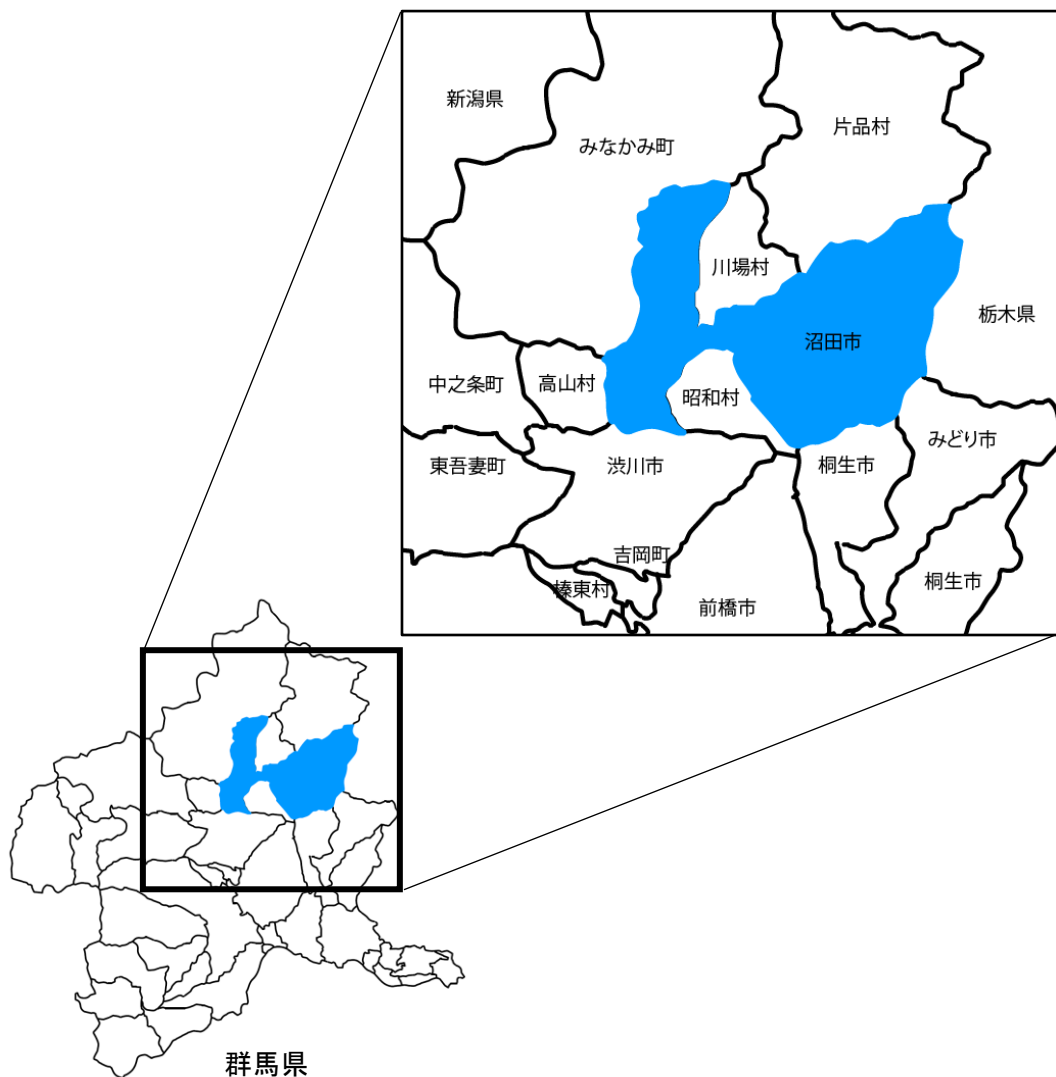 新潟県
片品村
みなかみ町
川場村
栃木県
沼田市
中之条町
高山村
昭和村
みどり市
東吾妻町
渋川市
桐生市
吉岡町
榛東村
桐生市
前橋市
群馬県